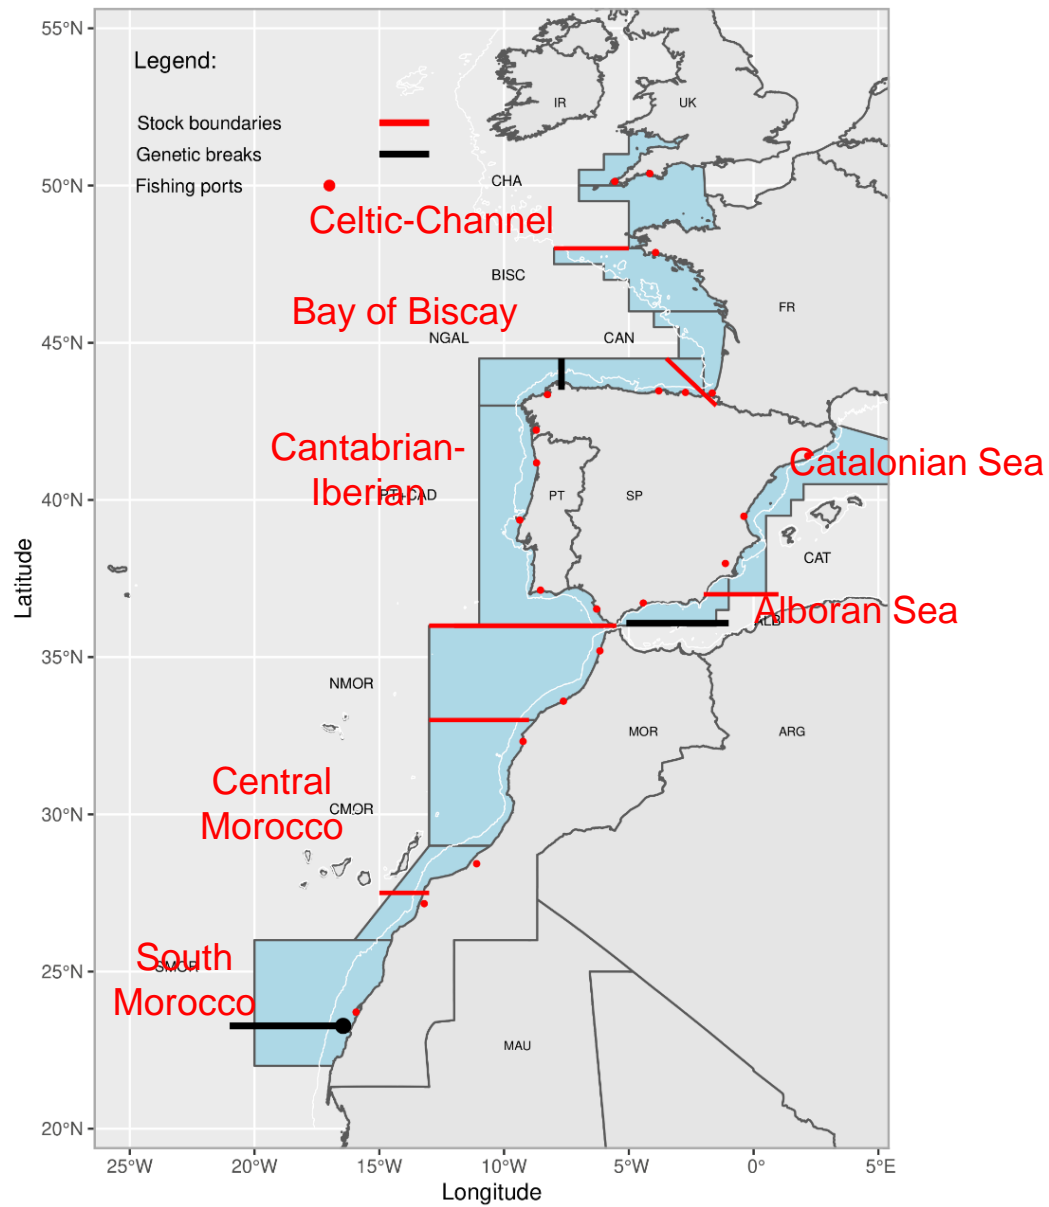 55°N
Legend:
Stock boundaries
Genetic breaks
Fishing ports
IR
UK
50°N
CHA
Celtic-Channel
BISC
Bay of Biscay
FR
45°N
NGAL
CAN
Cantabrian-
Iberian
Catalonian Sea
40°N
PT
SP
CAT
Latitude
Alboran Sea
ALB
35°N
NMOR
MOR
ARG
Central
Morocco
CMOR
30°N
South
Morocco
SMOR
25°N
MAU
20°N
25°W
20°W
15°W
10°W
5°W
0°
5°E
Longitude